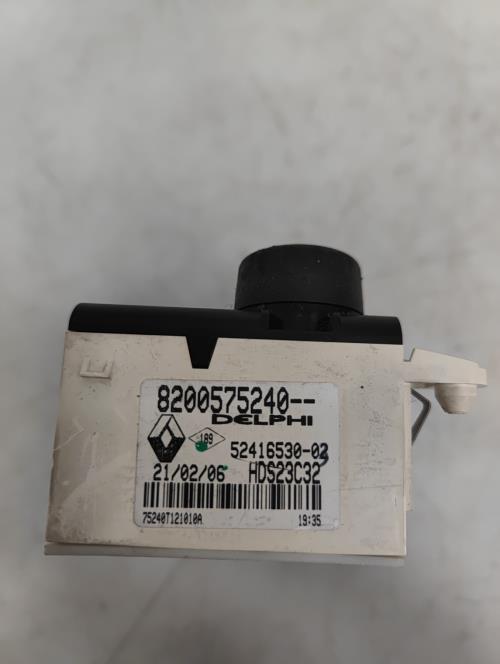 8200575240--
DELPHI
189
52416530-02
21/02/06 HDS23C32
75240T121010A 19:35